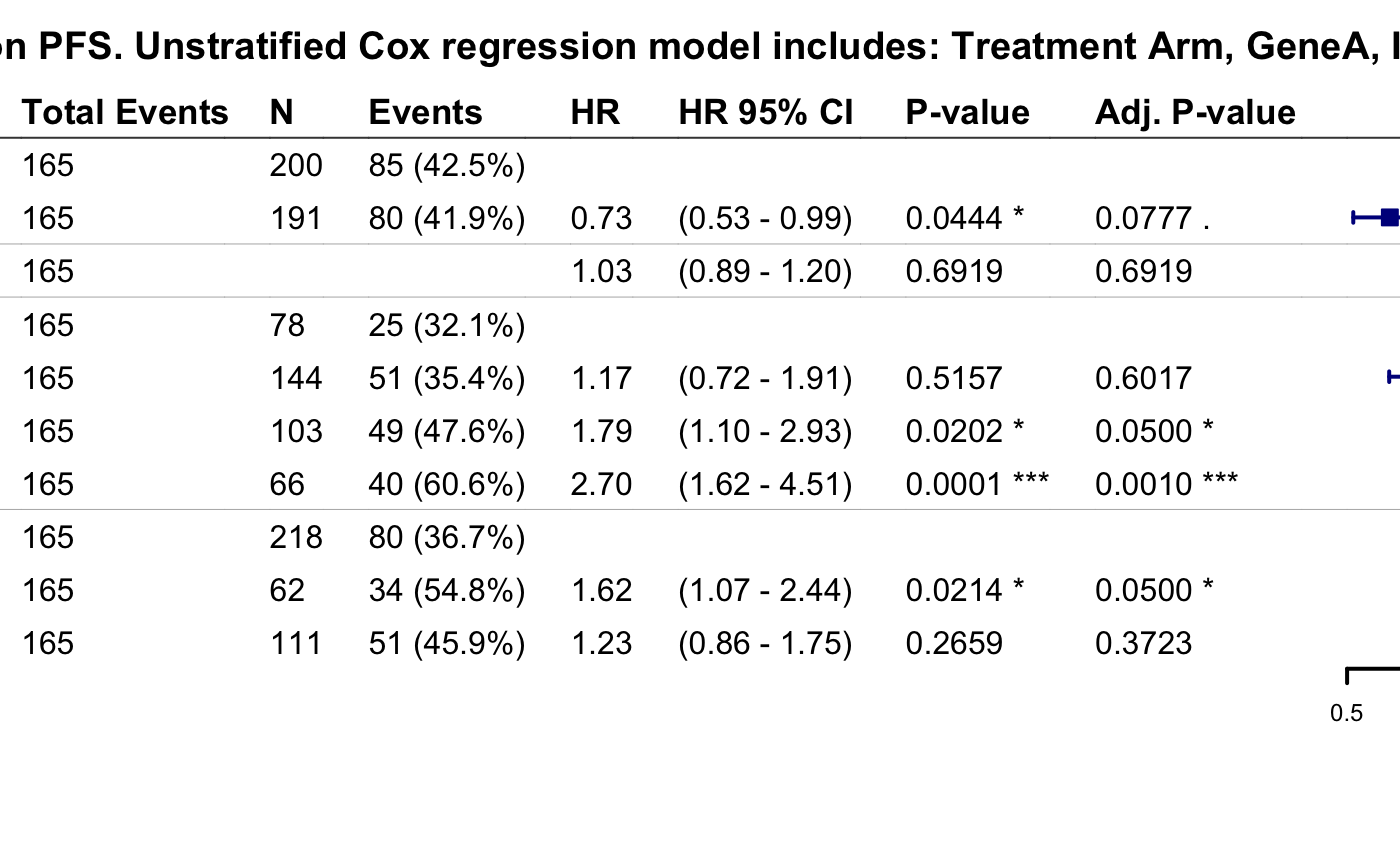 on PFS. Unstratified Cox regression model includes: Treatment Arm, GeneA,
Total Events N Events HR HR 95% CI P-value Adj. P-value
165 200 85 (42.5%)
165 191 80 (41.9%) 0.73 (0.53 - 0.99) 0.0444 * 0.0777 .
165 1.03 (0.89 - 1.20) 0.6919 0.6919
165 78 25 (32.1%)
165 144 51 (35.4%) 1.17 (0.72 - 1.91) 0.5157 0.6017
165 103 49 (47.6%) 1.79 (1.10 - 2.93) 0.0202 * 0.0500 *
165 66 40 (60.6%) 2.70 (1.62 - 4.51) 0.0001 *** 0.0010 ***
165 218 80 (36.7%)
165 62 34 (54.8%) 1.62 (1.07 - 2.44) 0.0214 * 0.0500 *
165 111 51 (45.9%) 1.23 (0.86 - 1.75) 0.2659 0.3723
0.5